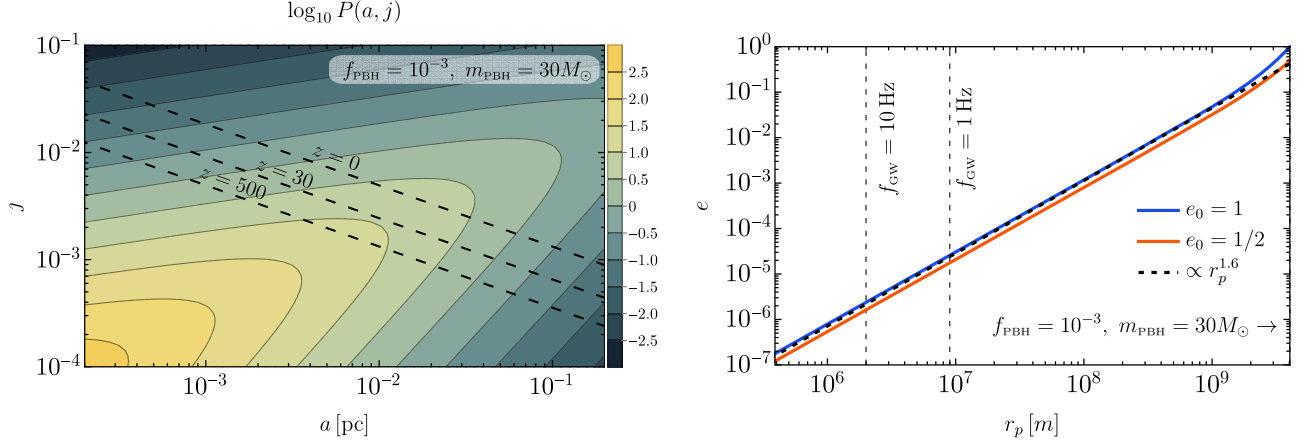 log₁₀ P(a, j)
f_PBH = 10⁻³, m_PBH = 30M_⊙
10⁻¹
10⁻²
10⁻³
10⁻⁴
j
z = 0
z = 30
z = 500
10⁻³
10⁻²
10⁻¹
a [pc]
2.5
2.0
1.5
1.0
0.5
0
−0.5
−1.0
−1.5
−2.0
−2.5
10⁰
10⁻¹
10⁻²
10⁻³
10⁻⁴
10⁻⁵
10⁻⁶
10⁻⁷
e
f_GW = 10 Hz
f_GW = 1 Hz
e₀ = 1
e₀ = 1/2
∝ r_p^1.6
f_PBH = 10⁻³, m_PBH = 30M_⊙ →
10⁶
10⁷
10⁸
10⁹
r_p [m]